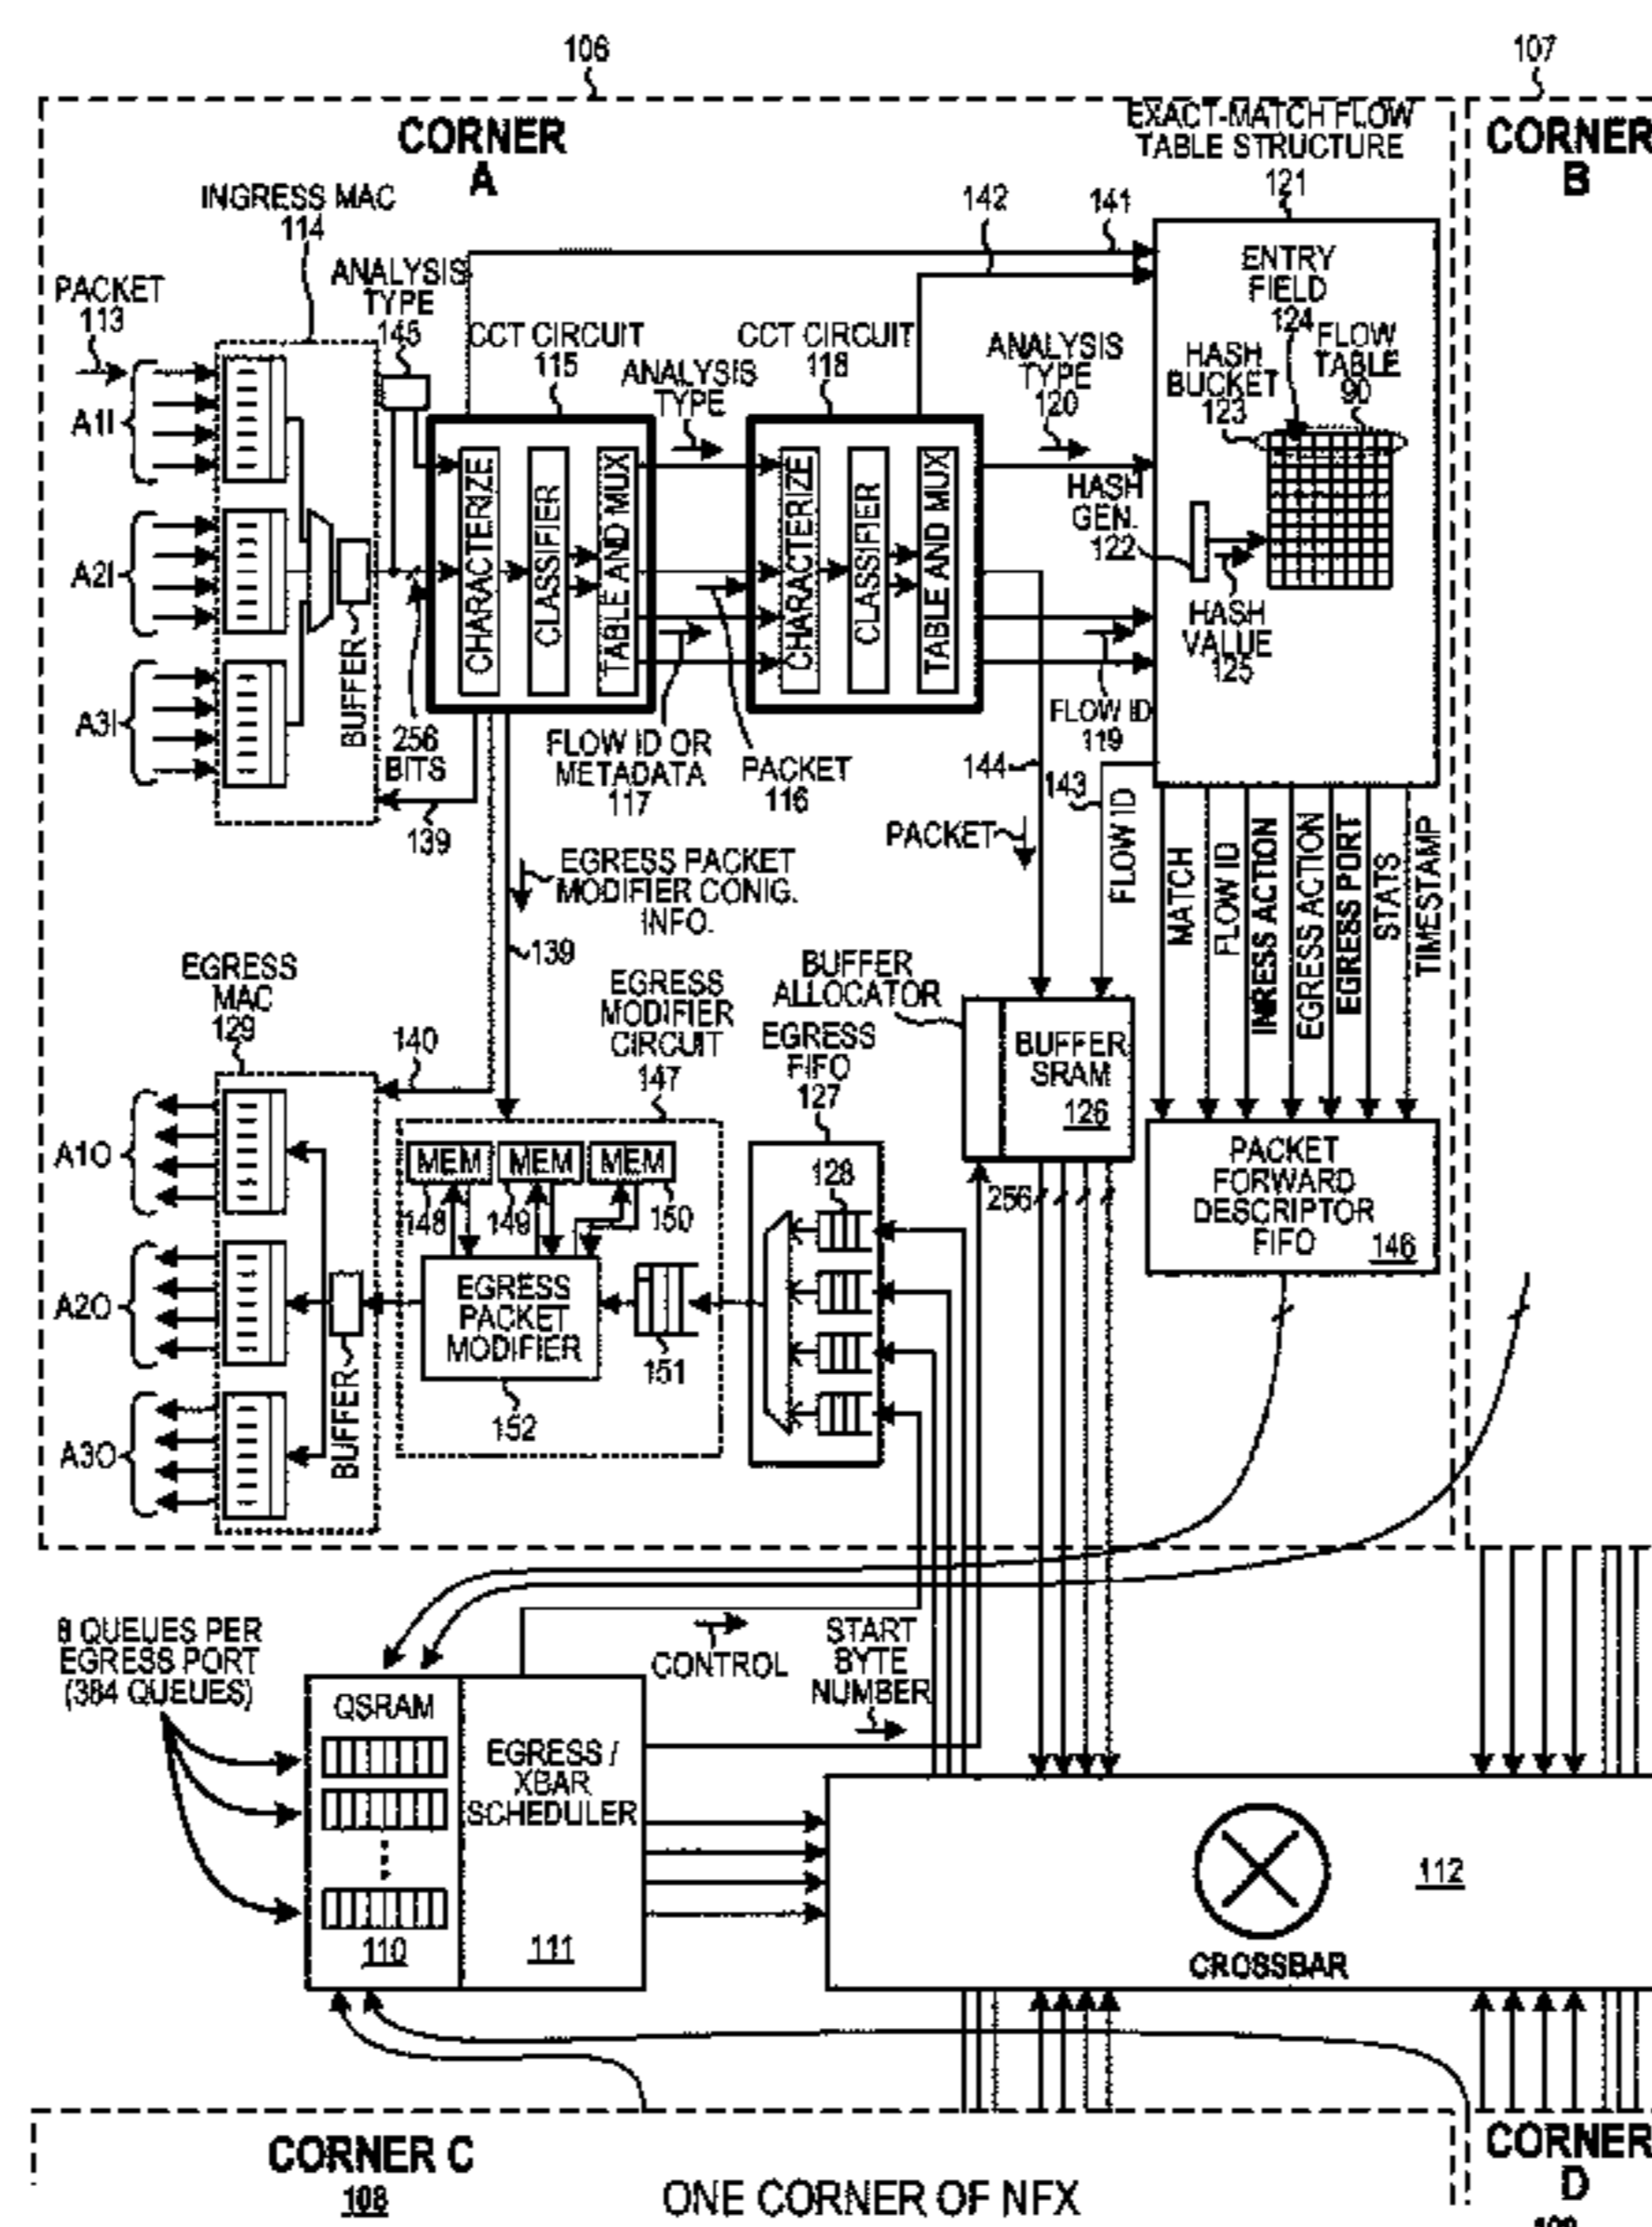 106
107
CORNER
A
CORNER
B
EXACT-MATCH FLOW
TABLE STRUCTURE
121
INGRESS MAC
114
142
141
PACKET
113
ANALYSIS
TYPE
145
CCT CIRCUIT
115
ANALYSIS
TYPE
CCT CIRCUIT
118
ANALYSIS
TYPE
120
ENTRY
FIELD
124
FLOW
TABLE
90
HASH
BUCKET
123
A1I
A2I
A3I
CHARACTERIZE
CLASSIFIER
TABLE AND MUX
CHARACTERIZE
CLASSIFIER
TABLE AND MUX
HASH
GEN.
122
HASH
VALUE
125
BUFFER
256
BITS
139
FLOW ID OR
METADATA
117
PACKET
116
FLOW ID
119
144
143
PACKET
FLOW ID
MATCH
FLOW ID
INRESS ACTION
EGRESS ACTION
EGRESS PORT
STATS
TIMESTAMP
EGRESS PACKET
MODIFIER CONIG.
INFO.
139
EGRESS
MAC
129
140
EGRESS
MODIFIER
CIRCUIT
147
BUFFER
ALLOCATOR
EGRESS
FIFO
127
BUFFER
SRAM
126
A1O
A2O
A3O
MEM
MEM
MEM
148
149
150
128
256
PACKET
FORWARD
DESCRIPTOR
FIFO
146
EGRESS
PACKET
MODIFIER
151
152
BUFFER
8 QUEUES PER
EGRESS PORT
(384 QUEUES)
CONTROL
START
BYTE
NUMBER
QSRAM
EGRESS /
XBAR
SCHEDULER
110
111
112
CROSSBAR
CORNER C
108
ONE CORNER OF NFX
CORNER
D
109